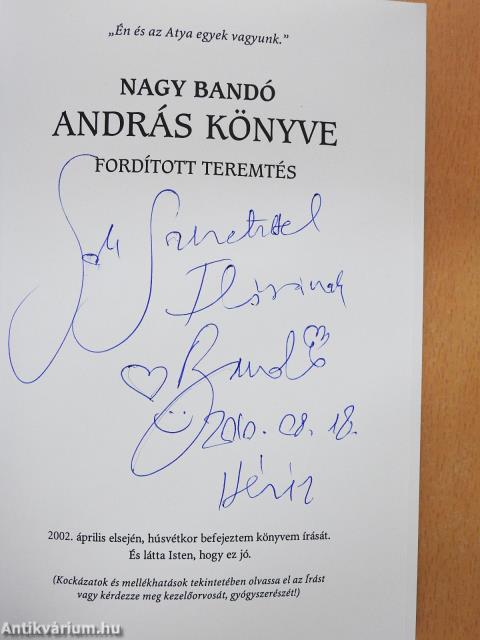 „Én és az Atya egyek vagyunk.”
NAGY BANDÓ
ANDRÁS KÖNYVE
FORDÍTOTT TEREMTÉS
Sok Szeretettel
Bandó
2010. 08. 18.
Hévíz
2002. április elsején, húsvétkor befejeztem könyvem írását.
És látta Isten, hogy ez jó.
(Kockázatok és mellékhatások tekintetében olvassa el az Írást
vagy kérdezze meg kezelőorvosát, gyógyszerészét!)
Antikvárium.hu